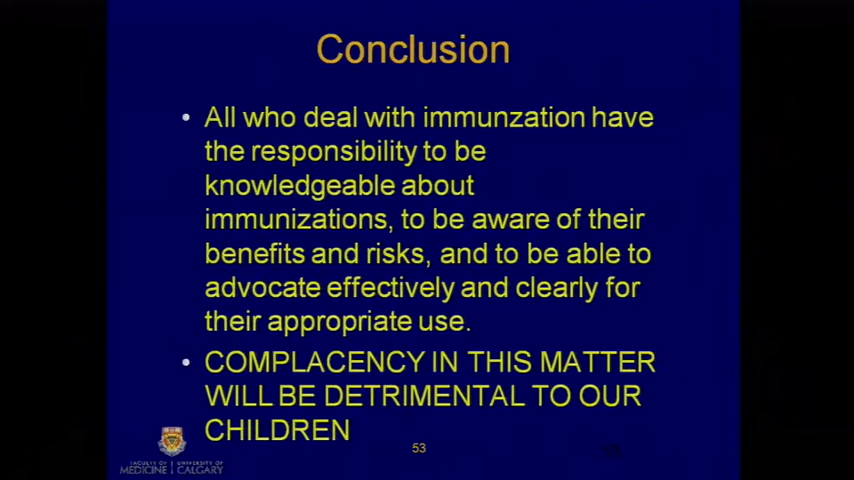 Conclusion
• All who deal with immunzation have
the responsibility to be
knowledgeable about
immunizations, to be aware of their
benefits and risks, and to be able to
advocate effectively and clearly for
their appropriate use.
• COMPLACENCY IN THIS MATTER
WILL BE DETRIMENTAL TO OUR
CHILDREN
53
FACULTY OF UNIVERSITY OF
MEDICINE CALGARY